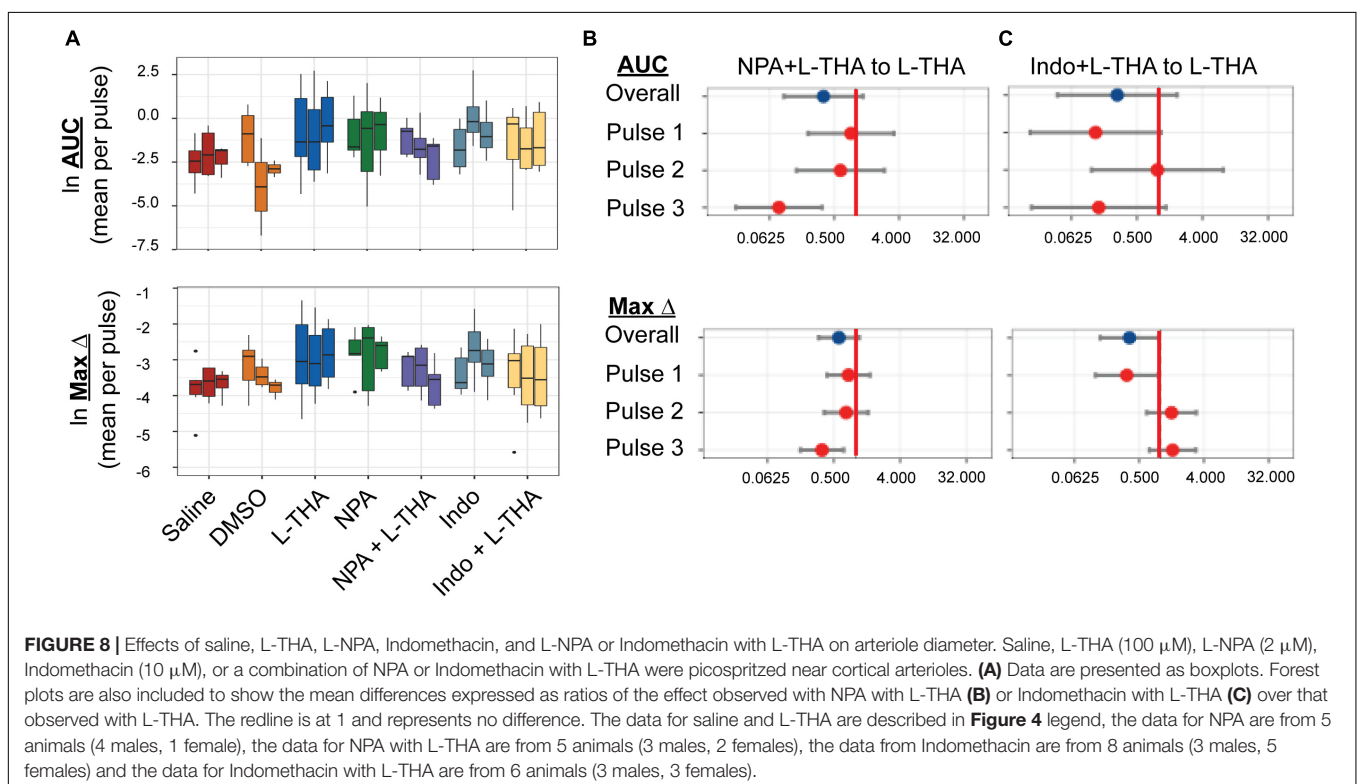 A
B
C
ln AUC
(mean per pulse)
2.5
0.0
-2.5
-5.0
-7.5
AUC
NPA+L-THA to L-THA
Indo+L-THA to L-THA
Overall
Pulse 1
Pulse 2
Pulse 3
0.0625 0.500 4.000 32.000
0.0625 0.500 4.000 32.000
ln Max Δ
(mean per pulse)
-1
-2
-3
-4
-5
-6
Saline
DMSO
L-THA
NPA
NPA + L-THA
Indo
Indo + L-THA
Max Δ
Overall
Pulse 1
Pulse 2
Pulse 3
0.0625 0.500 4.000 32.000
0.0625 0.500 4.000 32.000
FIGURE 8 | Effects of saline, L-THA, L-NPA, Indomethacin, and L-NPA or Indomethacin with L-THA on arteriole diameter. Saline, L-THA (100 μM), L-NPA (2 μM),
Indomethacin (10 μM), or a combination of NPA or Indomethacin with L-THA were picospritzed near cortical arterioles. (A) Data are presented as boxplots. Forest
plots are also included to show the mean differences expressed as ratios of the effect observed with NPA with L-THA (B) or Indomethacin with L-THA (C) over that
observed with L-THA. The redline is at 1 and represents no difference. The data for saline and L-THA are described in Figure 4 legend, the data for NPA are from 5
animals (4 males, 1 female), the data for NPA with L-THA are from 5 animals (3 males, 2 females), the data from Indomethacin are from 8 animals (3 males, 5
females) and the data for Indomethacin with L-THA are from 6 animals (3 males, 3 females).